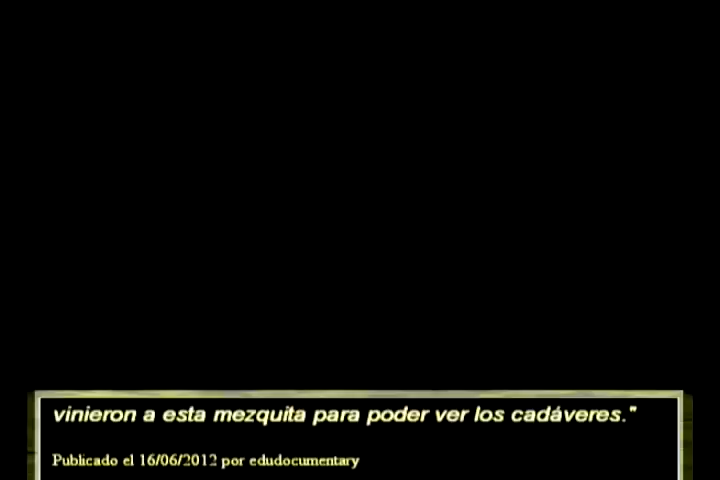 vinieron a esta mezquita para poder ver los cadáveres."
Publicado el 16/06/2012 por edudocumentary